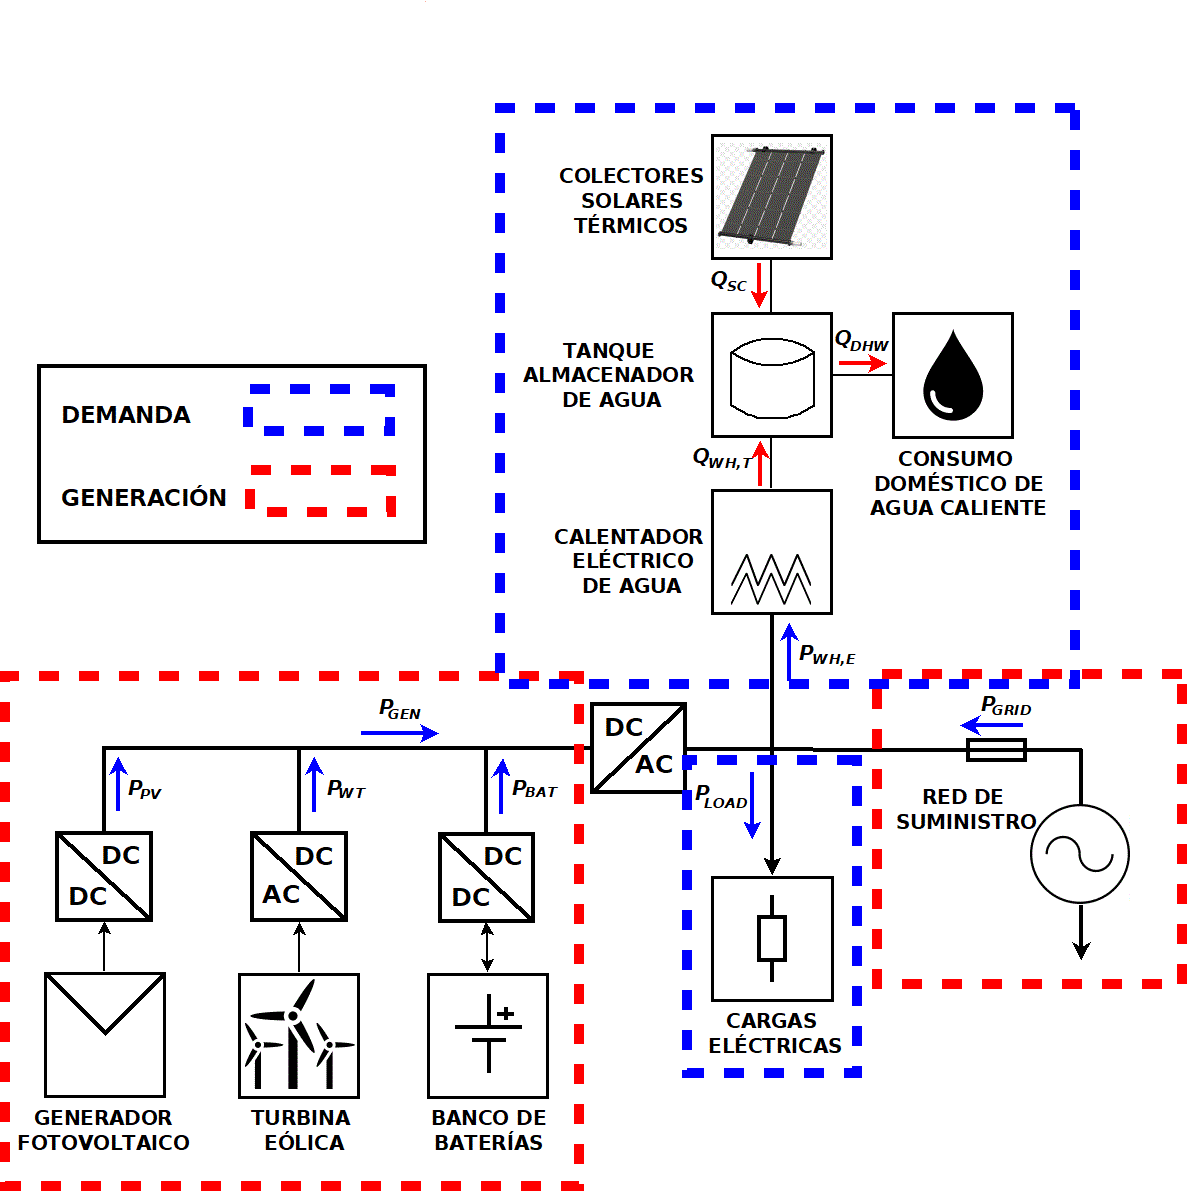 COLECTORES
SOLARES
TÉRMICOS
QSC
TANQUE
ALMACENADOR
DE AGUA
QDHW
QWH,T
CONSUMO
DOMÉSTICO DE
AGUA CALIENTE
DEMANDA
GENERACIÓN
CALENTADOR
ELÉCTRICO
DE AGUA
PWH,E
PGEN
PGRID
DC
AC
PPV
PWT
PBAT
PLOAD
RED DE
SUMINISTRO
DC
DC
DC
AC
DC
DC
+
CARGAS
ELÉCTRICAS
GENERADOR
FOTOVOLTAICO
TURBINA
EÓLICA
BANCO DE
BATERÍAS